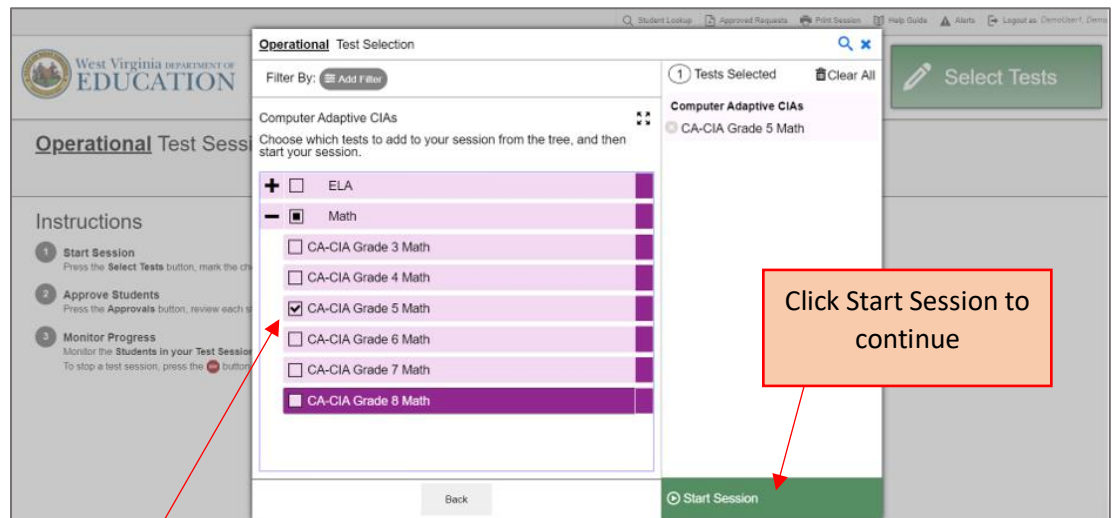 Student Lookup Approved Requests Print Session Help Guide Alerts Logout as DemoUser1, Demo
West Virginia DEPARTMENT OF
EDUCATION
Select Tests
Operational Test Sessi
Instructions
1 Start Session
Press the Select Tests button, mark the ch
2 Approve Students
Press the Approvals button, review each s
3 Monitor Progress
Monitor the Students in your Test Session
To stop a test session, press the button
Operational Test Selection
Filter By: Add Filter
Computer Adaptive CIAs
Choose which tests to add to your session from the tree, and then
start your session.
ELA
Math
CA-CIA Grade 3 Math
CA-CIA Grade 4 Math
CA-CIA Grade 5 Math
CA-CIA Grade 6 Math
CA-CIA Grade 7 Math
CA-CIA Grade 8 Math
Back
1 Tests Selected Clear All
Computer Adaptive CIAs
CA-CIA Grade 5 Math
Start Session
Click Start Session to
continue